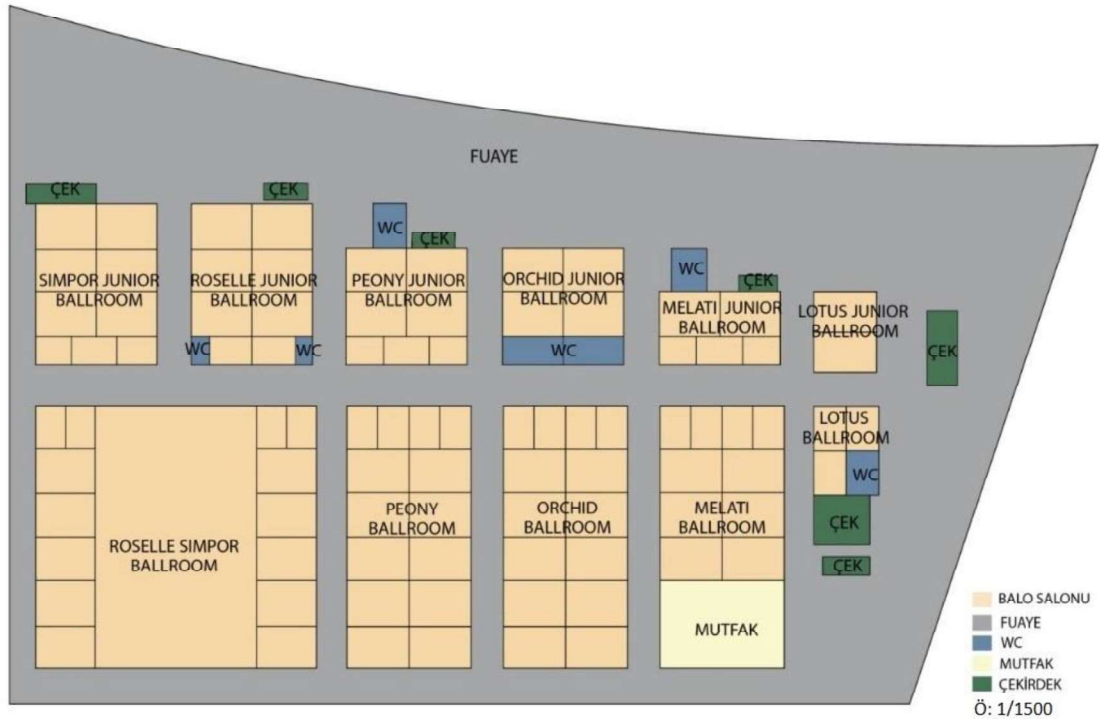 FUAYE
ÇEK
ÇEK
WC
ÇEK
WC
ÇEK
SIMPOR JUNIOR
BALLROOM
ROSELLE JUNIOR
BALLROOM
PEONY JUNIOR
BALLROOM
ORCHID JUNIOR
BALLROOM
MELATI JUNIOR
BALLROOM
LOTUS JUNIOR
BALLROOM
WC
WC
WC
ÇEK
LOTUS
BALLROOM
WC
ÇEK
ÇEK
ROSELLE SIMPOR
BALLROOM
PEONY
BALLROOM
ORCHID
BALLROOM
MELATI
BALLROOM
MUTFAK
BALO SALONU
FUAYE
WC
MUTFAK
ÇEKİRDEK
Ö: 1/1500